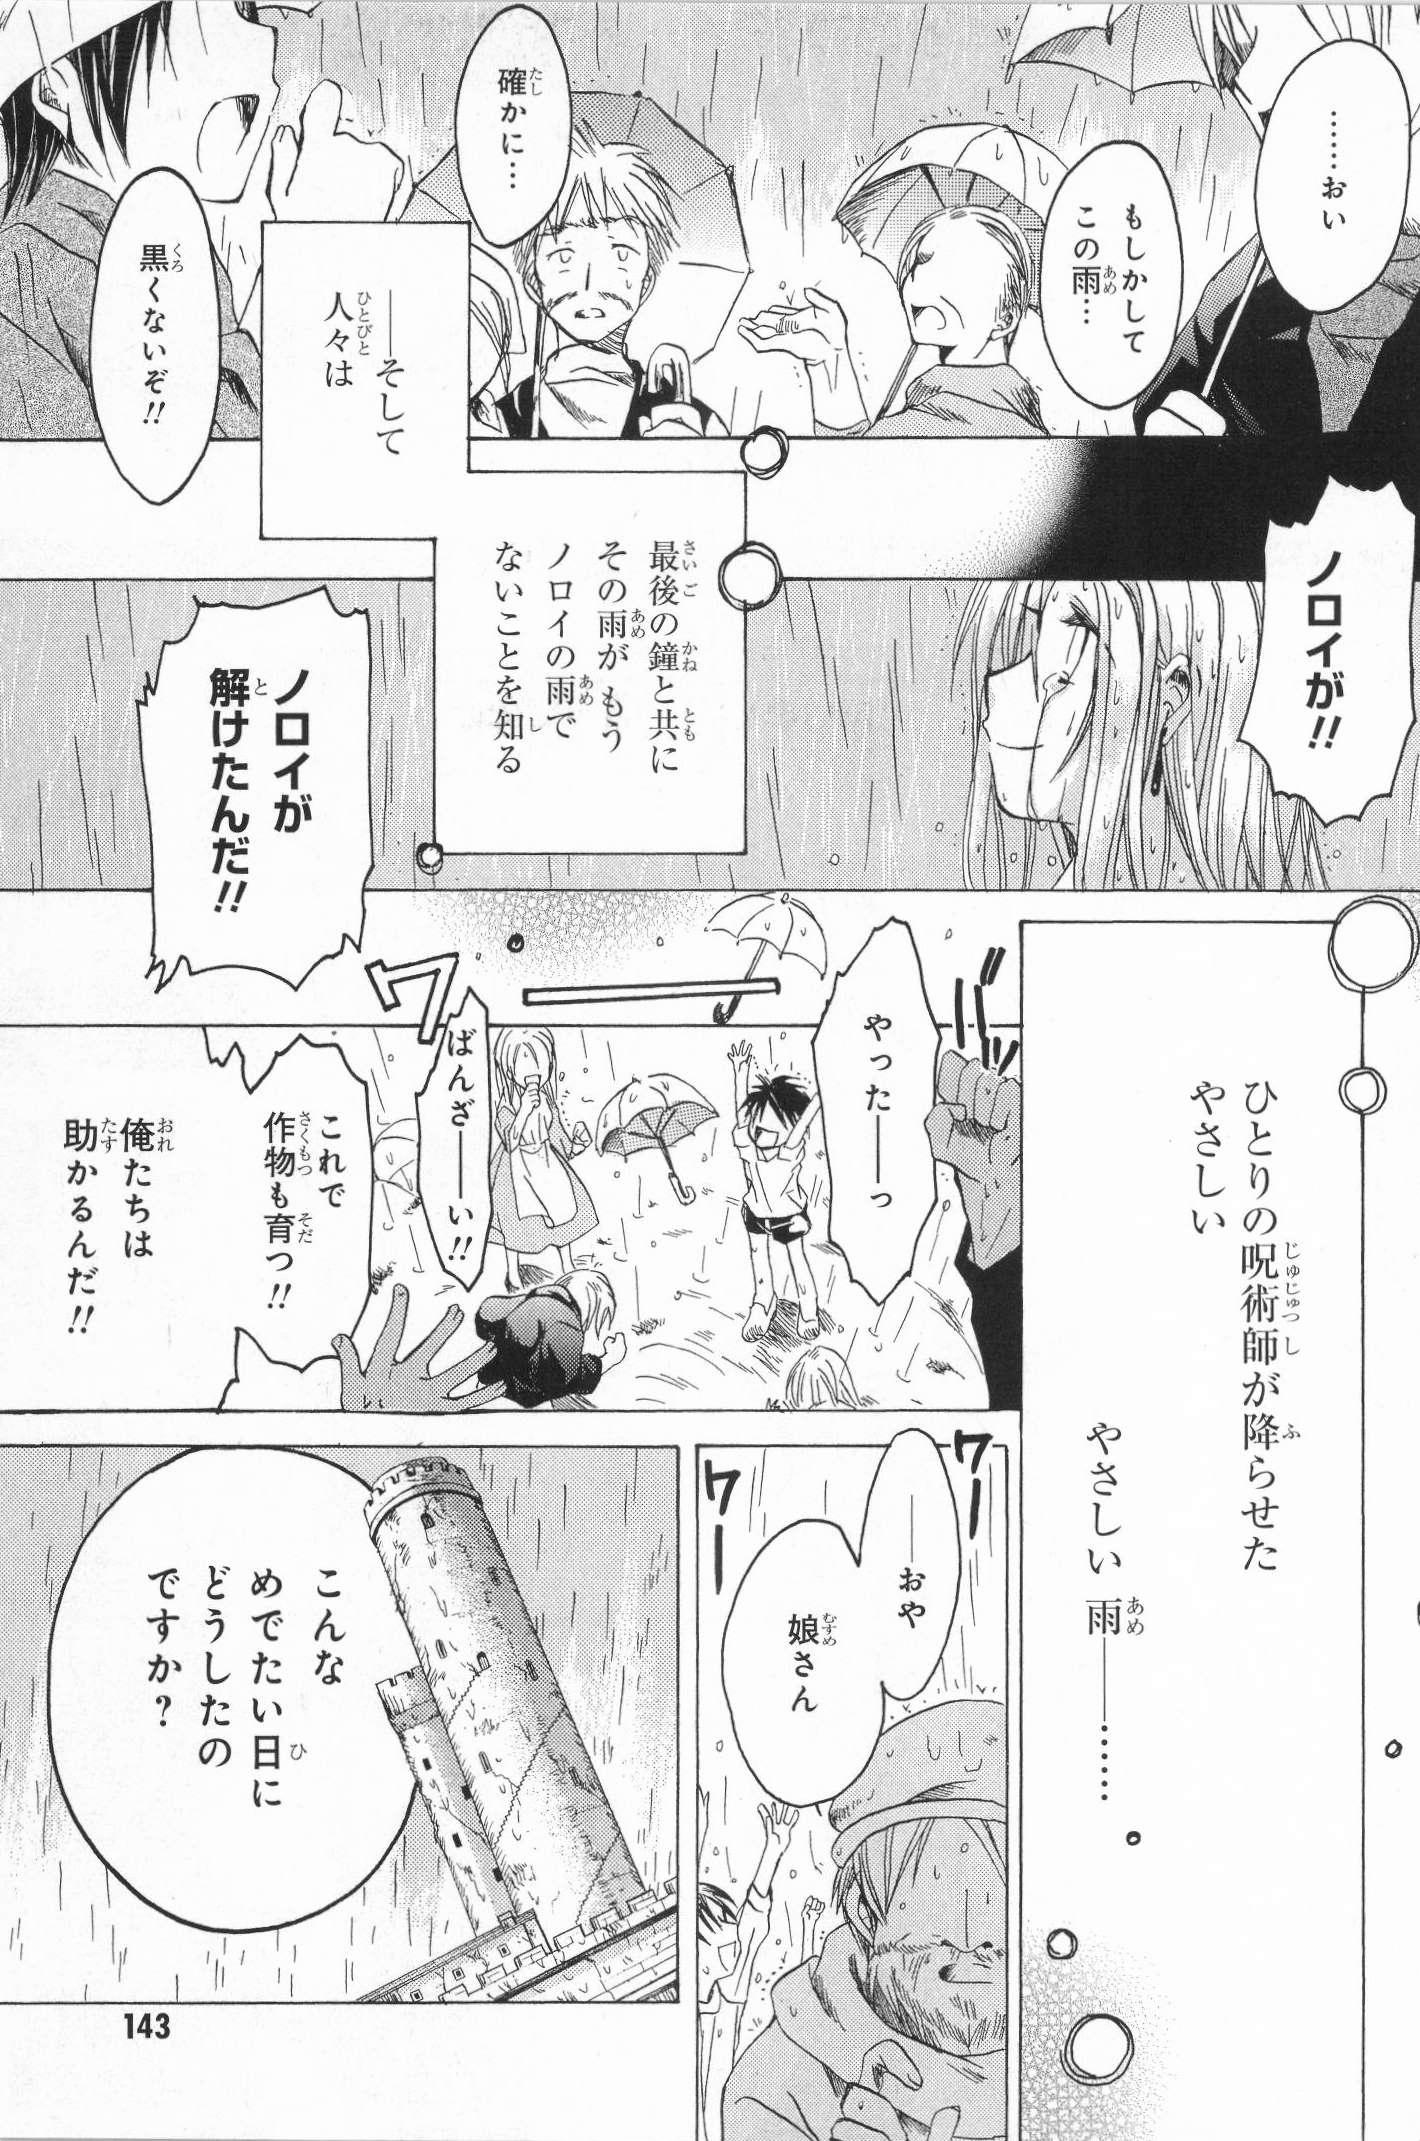 ……おい
もしかして
この雨…
確かに…
黒くないぞ!!
――そして
人々は
最後の鐘と共に
その雨が もう
ノロイの雨で
ないことを知る
ノロイが!!
ノロイが
解けたんだ!!
ひとりの呪術師が降らせた
やさしい
やさしい 雨――……
やったーーっ
ばんざーーい!!
ワー
これで
作物も育つ!!
俺たちは
助かるんだ!!
ワー
ワー
――おや
娘さん
こんな
めでたい日に
どうしたの
ですか?
143